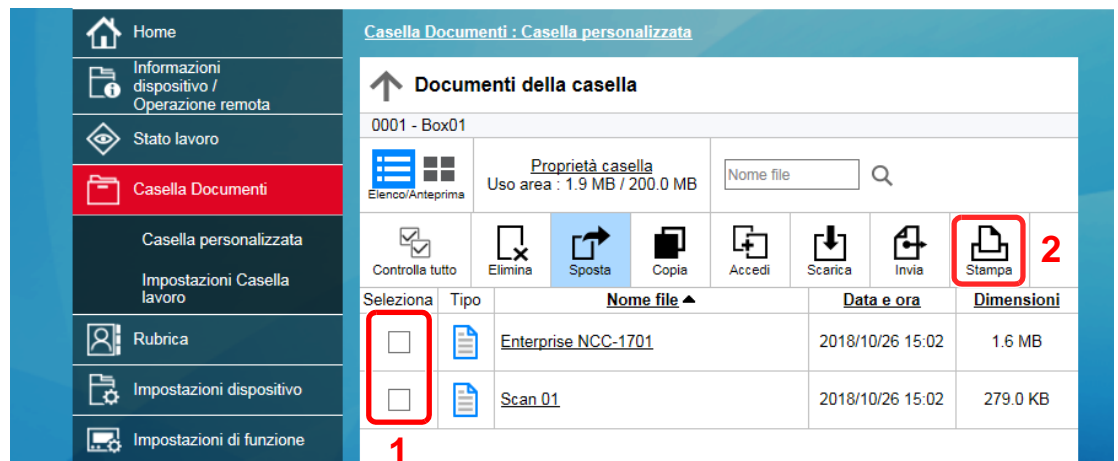 Home
Informazioni
dispositivo /
Operazione remota
Stato lavoro
Casella Documenti
Casella personalizzata
Impostazioni Casella
lavoro
Rubrica
Impostazioni dispositivo
Impostazioni di funzione
Casella Documenti : Casella personalizzata
Documenti della casella
0001 - Box01
Elenco/Anteprima
Proprietà casella
Uso area : 1.9 MB / 200.0 MB
Nome file
Controlla tutto Elimina Sposta Copia Accedi Scarica Invia Stampa 2
Seleziona Tipo Nome file ▲ Data e ora Dimensioni
Enterprise NCC-1701 2018/10/26 15:02 1.6 MB
Scan 01 2018/10/26 15:02 279.0 KB
1